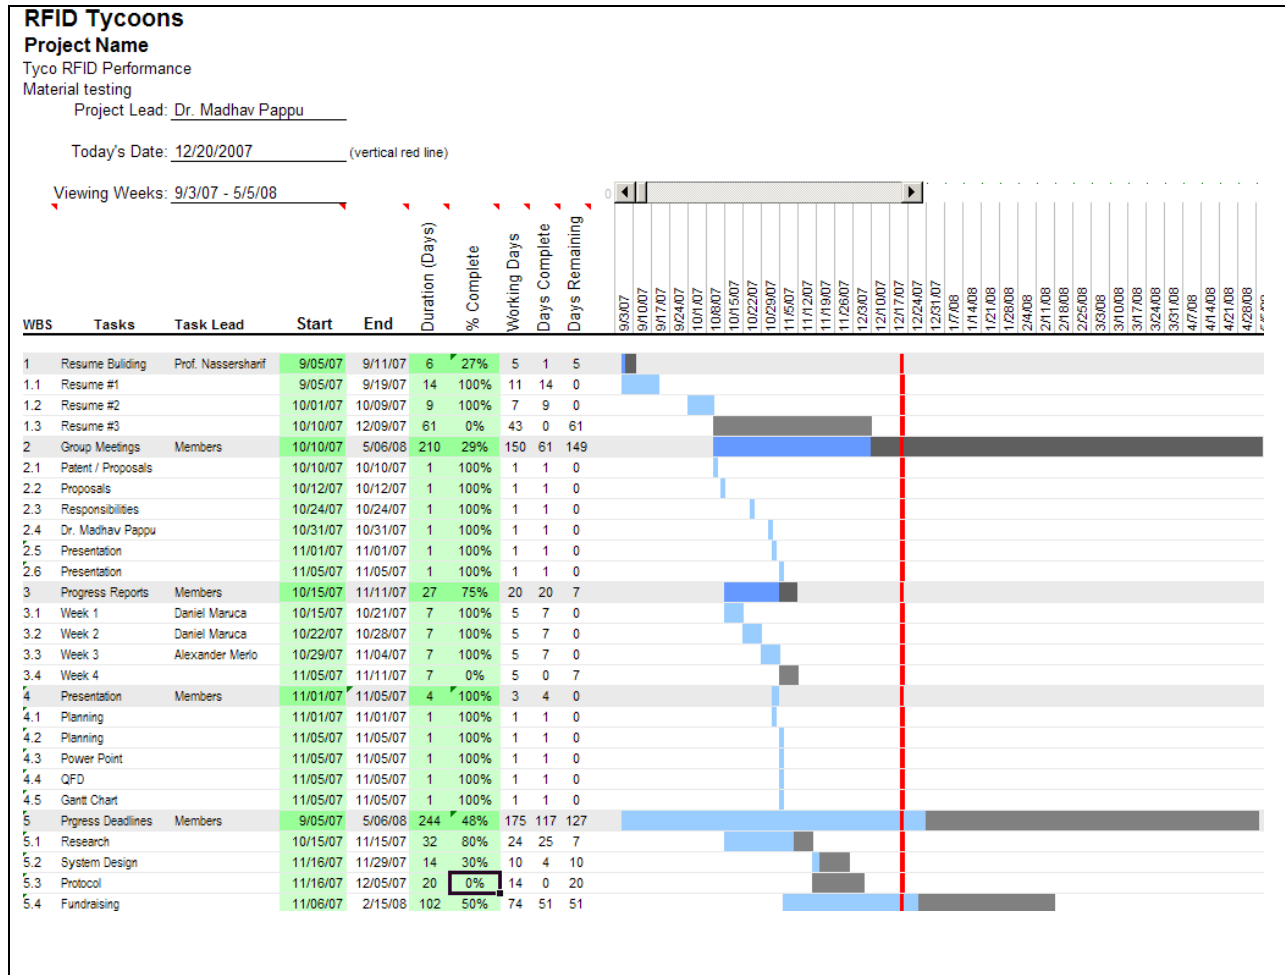 RFID Tycoons
Project Name
Tyco RFID Performance
Material testing
Project Lead: Dr. Madhav Pappu
Today's Date: 12/20/2007 (vertical red line)
Viewing Weeks: 9/3/07 - 5/5/08 0
WBS Tasks Task Lead Start End Duration (Days) % Complete Working Days Days Complete Days Remaining 9/3/07 9/10/07 9/17/07 9/24/07 10/1/07 10/8/07 10/15/07 10/22/07 10/29/07 11/5/07 11/12/07 11/19/07 11/26/07 12/3/07 12/10/07 12/17/07 12/24/07 12/31/07 1/7/08 1/14/08 1/21/08 1/28/08 2/4/08 2/11/08 2/18/08 2/25/08 3/3/08 3/10/08 3/17/08 3/24/08 3/31/08 4/7/08 4/14/08 4/21/08 4/28/08
1 Resume Building Prof. Nassersharif 9/05/07 9/11/07 6 27% 5 1 5
1.1 Resume #1 9/05/07 9/19/07 14 100% 11 14 0
1.2 Resume #2 10/01/07 10/09/07 9 100% 7 9 0
1.3 Resume #3 10/10/07 12/09/07 61 0% 43 0 61
2 Group Meetings Members 10/10/07 5/06/08 210 29% 150 61 149
2.1 Patent / Proposals 10/10/07 10/10/07 1 100% 1 1 0
2.2 Proposals 10/12/07 10/12/07 1 100% 1 1 0
2.3 Responsibilities 10/24/07 10/24/07 1 100% 1 1 0
2.4 Dr. Madhav Pappu 10/31/07 10/31/07 1 100% 1 1 0
2.5 Presentation 11/01/07 11/01/07 1 100% 1 1 0
2.6 Presentation 11/05/07 11/05/07 1 100% 1 1 0
3 Progress Reports Members 10/15/07 11/11/07 27 75% 20 20 7
3.1 Week 1 Daniel Maruca 10/15/07 10/21/07 7 100% 5 7 0
3.2 Week 2 Daniel Maruca 10/22/07 10/28/07 7 100% 5 7 0
3.3 Week 3 Alexander Merlo 10/29/07 11/04/07 7 100% 5 7 0
3.4 Week 4 11/05/07 11/11/07 7 0% 5 0 7
4 Presentation Members 11/01/07 11/05/07 4 100% 3 4 0
4.1 Planning 11/01/07 11/01/07 1 100% 1 1 0
4.2 Planning 11/05/07 11/05/07 1 100% 1 1 0
4.3 Power Point 11/05/07 11/05/07 1 100% 1 1 0
4.4 QFD 11/05/07 11/05/07 1 100% 1 1 0
4.5 Gantt Chart 11/05/07 11/05/07 1 100% 1 1 0
5 Prgress Deadlines Members 9/05/07 5/06/08 244 48% 175 117 127
5.1 Research 10/15/07 11/15/07 32 80% 24 25 7
5.2 System Design 11/16/07 11/29/07 14 30% 10 4 10
5.3 Protocol 11/16/07 12/05/07 20 0% 14 0 20
5.4 Fundraising 11/06/07 2/15/08 102 50% 74 51 51